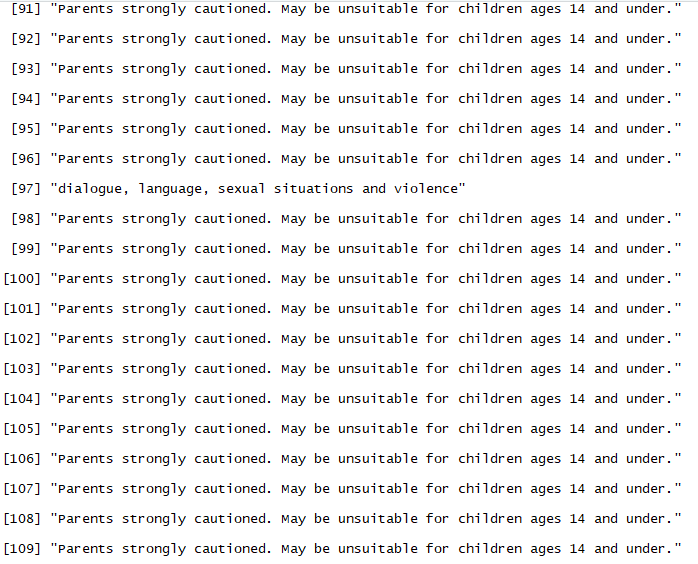 [91] "Parents strongly cautioned. May be unsuitable for children ages 14 and under."
[92] "Parents strongly cautioned. May be unsuitable for children ages 14 and under."
[93] "Parents strongly cautioned. May be unsuitable for children ages 14 and under."
[94] "Parents strongly cautioned. May be unsuitable for children ages 14 and under."
[95] "Parents strongly cautioned. May be unsuitable for children ages 14 and under."
[96] "Parents strongly cautioned. May be unsuitable for children ages 14 and under."
[97] "dialogue, language, sexual situations and violence"
[98] "Parents strongly cautioned. May be unsuitable for children ages 14 and under."
[99] "Parents strongly cautioned. May be unsuitable for children ages 14 and under."
[100] "Parents strongly cautioned. May be unsuitable for children ages 14 and under."
[101] "Parents strongly cautioned. May be unsuitable for children ages 14 and under."
[102] "Parents strongly cautioned. May be unsuitable for children ages 14 and under."
[103] "Parents strongly cautioned. May be unsuitable for children ages 14 and under."
[104] "Parents strongly cautioned. May be unsuitable for children ages 14 and under."
[105] "Parents strongly cautioned. May be unsuitable for children ages 14 and under."
[106] "Parents strongly cautioned. May be unsuitable for children ages 14 and under."
[107] "Parents strongly cautioned. May be unsuitable for children ages 14 and under."
[108] "Parents strongly cautioned. May be unsuitable for children ages 14 and under."
[109] "Parents strongly cautioned. May be unsuitable for children ages 14 and under."